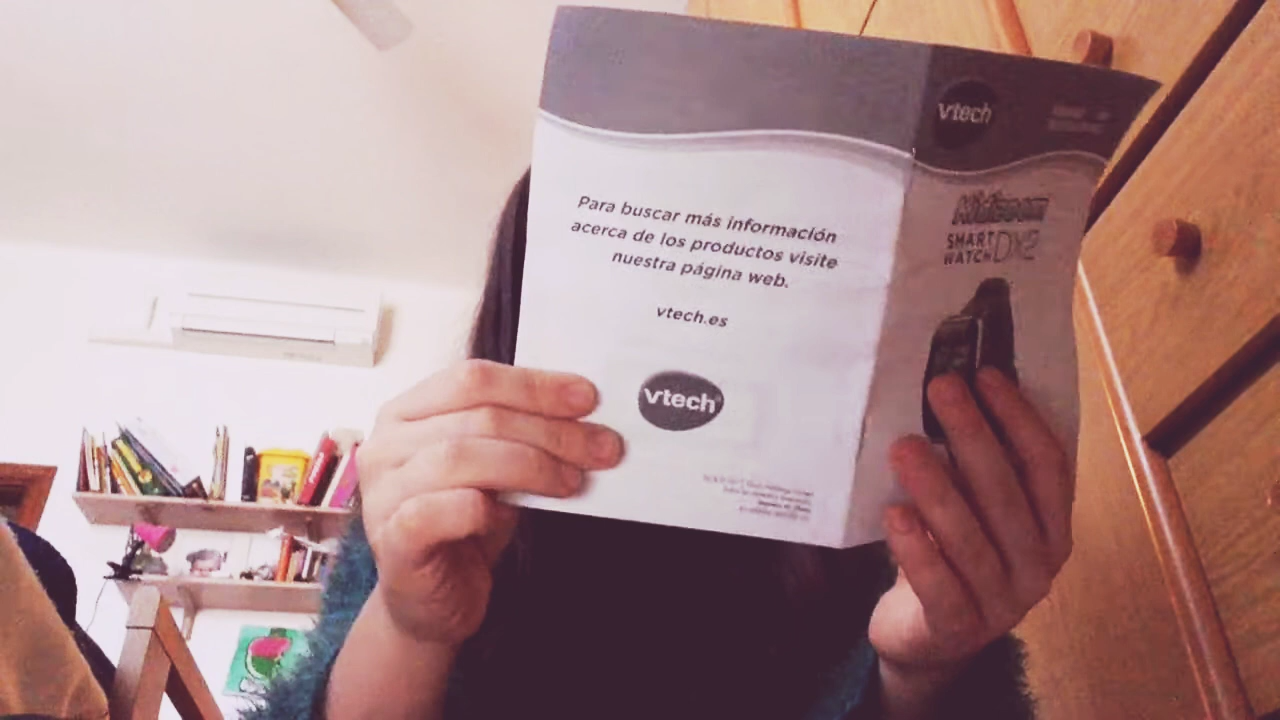 Para buscar más información
acerca de los productos visite
nuestra página web.
vtech.es
vtech
vtech
Kidizoom
SMART
WATCH DX2